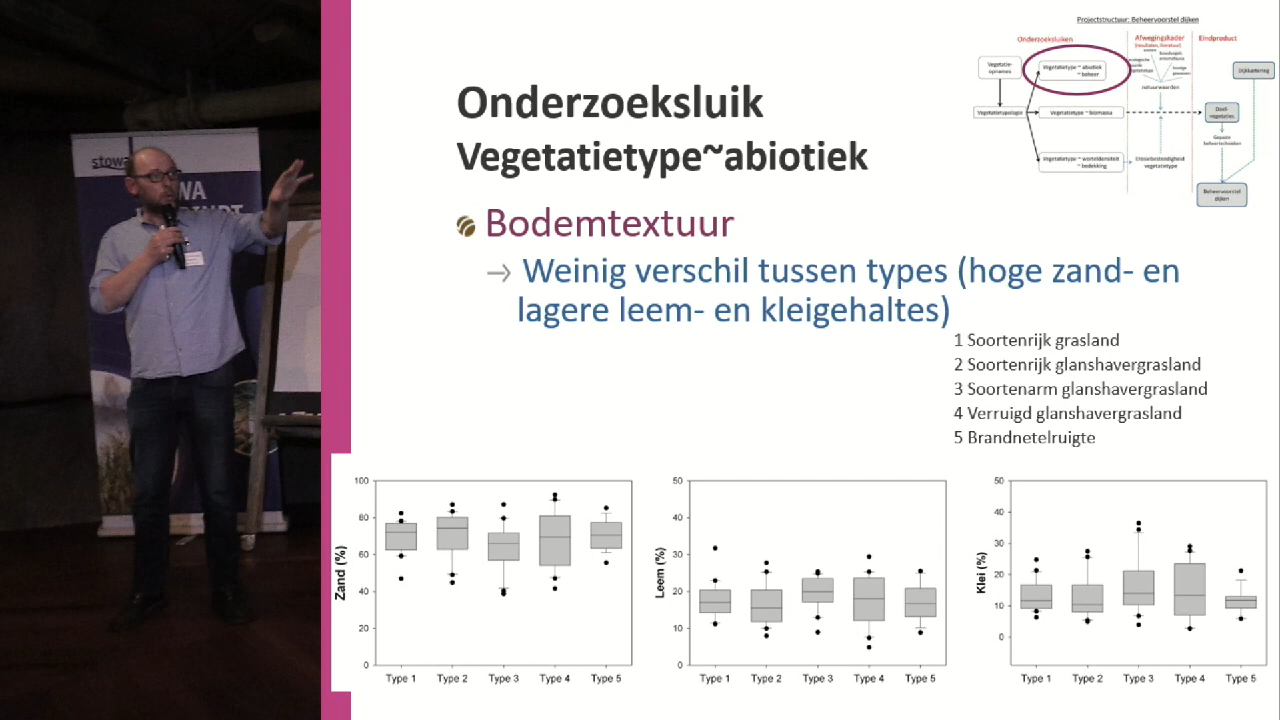 stowa
WA
Onderzoeksluik
Vegetatietype~abiotiek
Bodemtextuur
→ Weinig verschil tussen types (hoge zand- en
lagere leem- en kleigehaltes)
1 Soortenrijk grasland
2 Soortenrijk glanshavergrasland
3 Soortenarm glanshavergrasland
4 Verruigd glanshavergrasland
5 Brandnetelruigte
Projectstructuur: Beheervoorstel dijken
Onderzoeksluiken
Afwegingskader
(resultaten, literatuur)
Eindproduct
Vegetatie-
opnames
Vegetatietype ~ abiotiek
~ beheer
natuurwaarden
Dijkkartering
Vegetatietypologie
Vegetatietype ~ biomassa
Doel-
vegetaties
Gepaste
beheertechnieken
Vegetatietype ~ worteldensiteit
~ bedekking
Erosiebestendigheid
vegetatietype
Beheervoorstel
dijken
Zand (%)
100
80
60
40
20
0
Type 1 Type 2 Type 3 Type 4 Type 5
Leem (%)
50
40
30
20
10
0
Type 1 Type 2 Type 3 Type 4 Type 5
Klei (%)
50
40
30
20
10
0
Type 1 Type 2 Type 3 Type 4 Type 5